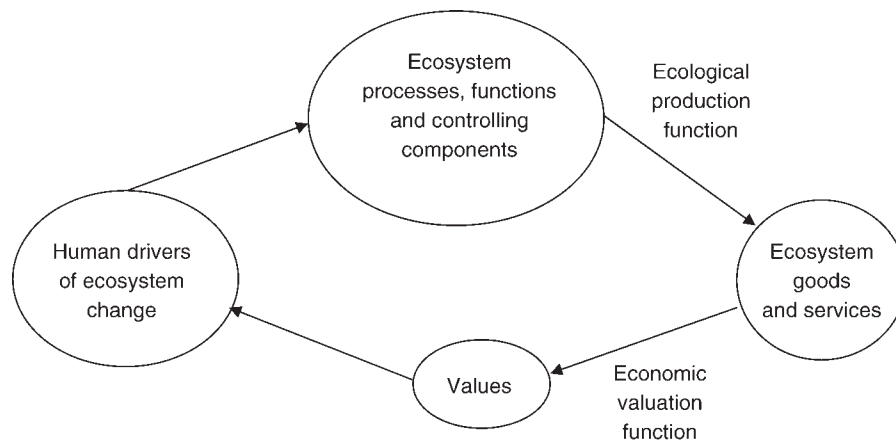 Ecosystem
processes, functions
and controlling
components
Ecological
production
function
Human drivers
of ecosystem
change
Ecosystem
goods
and services
Values
Economic
valuation
function